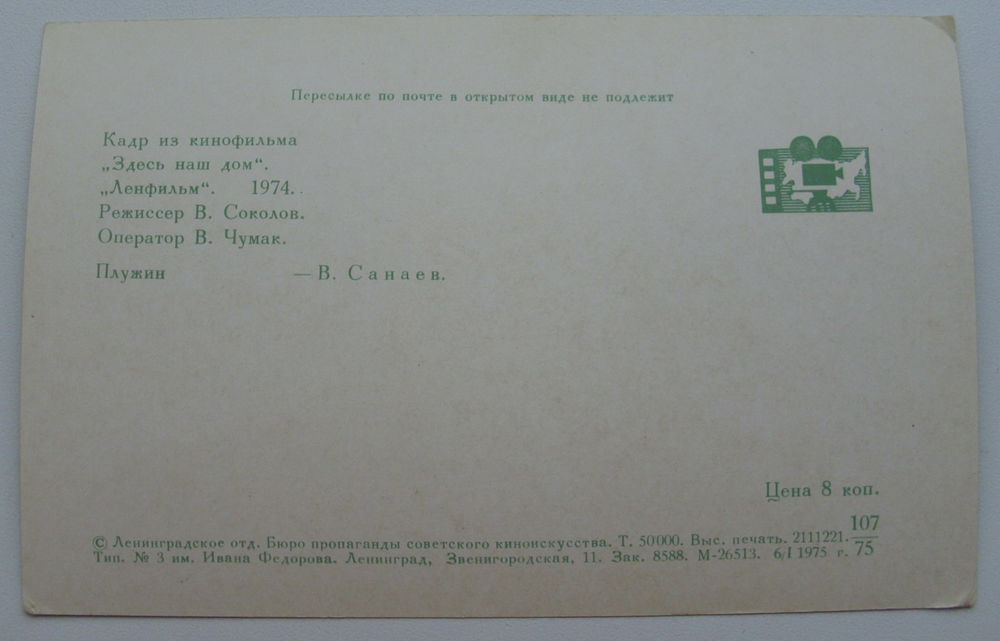 Пересылке по почте в открытом виде не подлежит
Кадр из кинофильма
„Здесь наш дом“.
„Ленфильм“. 1974.
Режиссер В. Соколов.
Оператор В. Чумак.
Плужин — В. Санаев.
Цена 8 коп.
© Ленинградское отд. Бюро пропаганды советского киноискусства. Т. 50000. Выс. печать. 2111221. 107/75
Тип. № 3 им. Ивана Федорова. Ленинград, Звенигородская, 11. Зак. 8588. М-26513. 6/I 1975 г.